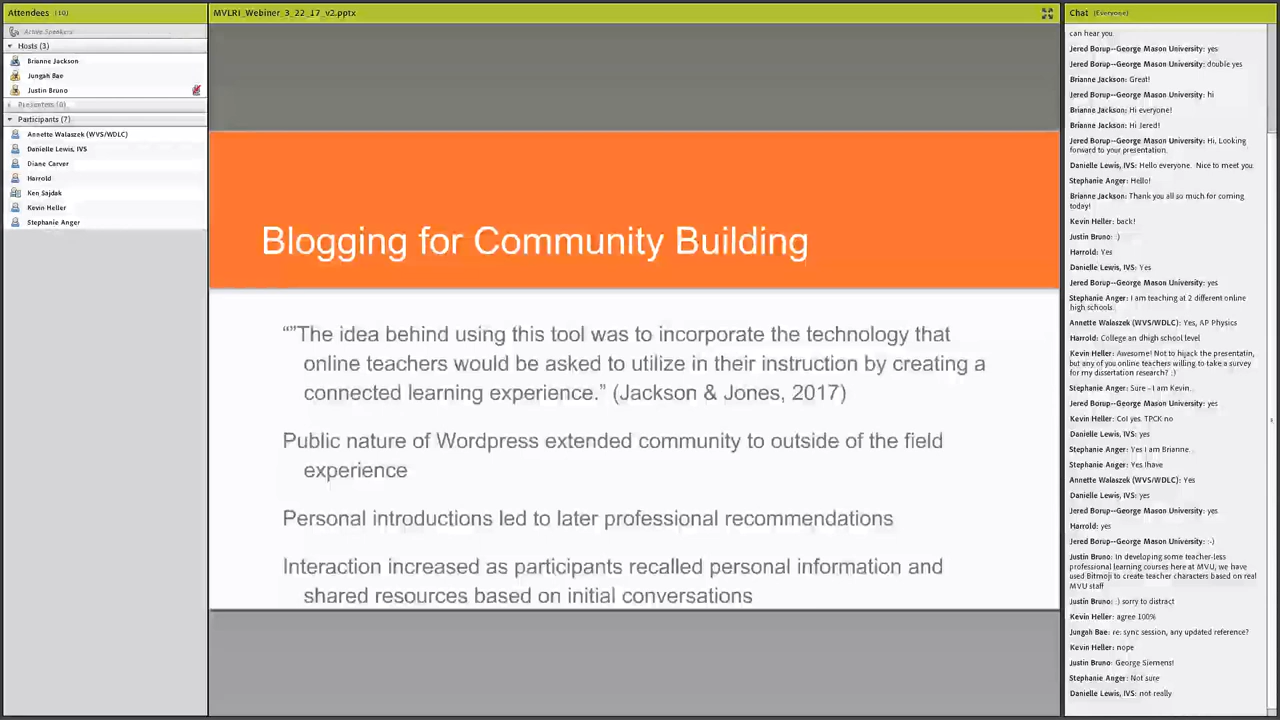 Attendees (10)
Active Speakers
Hosts (3)
Brianne Jackson
Jungah Bae
Justin Bruno
Presenters (0)
Participants (7)
Annette Walaszek (WVS/WDLC)
Danielle Lewis, IVS
Diane Carver
Harrold
Ken Sajdak
Kevin Heller
Stephanie Anger
MVLRI_Webiner_3_22_17_v2.pptx
Blogging for Community Building
“”The idea behind using this tool was to incorporate the technology that
online teachers would be asked to utilize in their instruction by creating a
connected learning experience.” (Jackson & Jones, 2017)
Public nature of Wordpress extended community to outside of the field
experience
Personal introductions led to later professional recommendations
Interaction increased as participants recalled personal information and
shared resources based on initial conversations
Chat (Everyone)
can hear you
Jered Borup--George Mason University: yes
Jered Borup--George Mason University: double yes
Brianne Jackson: Great!
Jered Borup--George Mason University: hi
Brianne Jackson: Hi everyone!
Brianne Jackson: Hi Jered!
Jered Borup--George Mason University: Hi, Looking
forward to your presentation.
Danielle Lewis, IVS: Hello everyone. Nice to meet you
Stephanie Anger: Hello!
Brianne Jackson: Thank you all so much for coming
today!
Kevin Heller: back!
Justin Bruno: :)
Harrold: Yes
Danielle Lewis, IVS: Yes
Jered Borup--George Mason University: yes
Stephanie Anger: I am teaching at 2 different online
high schools.
Annette Walaszek (WVS/WDLC): Yes, AP Physics
Harrold: College an dhigh school level
Kevin Heller: Awesome! Not to hijack the presentatin,
but any of you online teachers willing to take a survey
for my dissertation research? :)
Stephanie Anger: Sure - I am Kevin.
Jered Borup--George Mason University: yes
Kevin Heller: CoI yes. TPCK no
Danielle Lewis, IVS: yes
Stephanie Anger: Yes I am Brianne.
Stephanie Anger: Yes Ihave
Annette Walaszek (WVS/WDLC): Yes
Danielle Lewis, IVS: yes
Jered Borup--George Mason University: yes
Harrold: yes
Jered Borup--George Mason University: :-)
Justin Bruno: In developing some teacher-less
professional learning courses here at MVU, we have
used Bitmoji to create teacher characters based on real
MVU staff
Justin Bruno: :) sorry to distract
Kevin Heller: agree 100%
Jungah Bae: re: sync session, any updated reference?
Kevin Heller: nope
Justin Bruno: George Siemens!
Stephanie Anger: Not sure
Danielle Lewis, IVS: not really